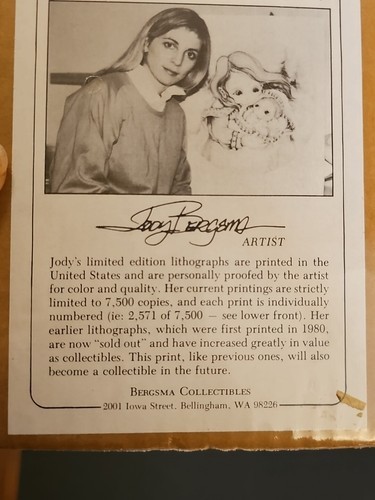 Jody Bergsma
ARTIST
Jody's limited edition lithographs are printed in the
United States and are personally proofed by the artist
for color and quality. Her current printings are strictly
limited to 7,500 copies, and each print is individually
numbered (ie: 2,571 of 7,500 — see lower front). Her
earlier lithographs, which were first printed in 1980,
are now "sold out" and have increased greatly in value
as collectibles. This print, like previous ones, will also
become a collectible in the future.
BERGSMA COLLECTIBLES
2001 Iowa Street, Bellingham, WA 98226